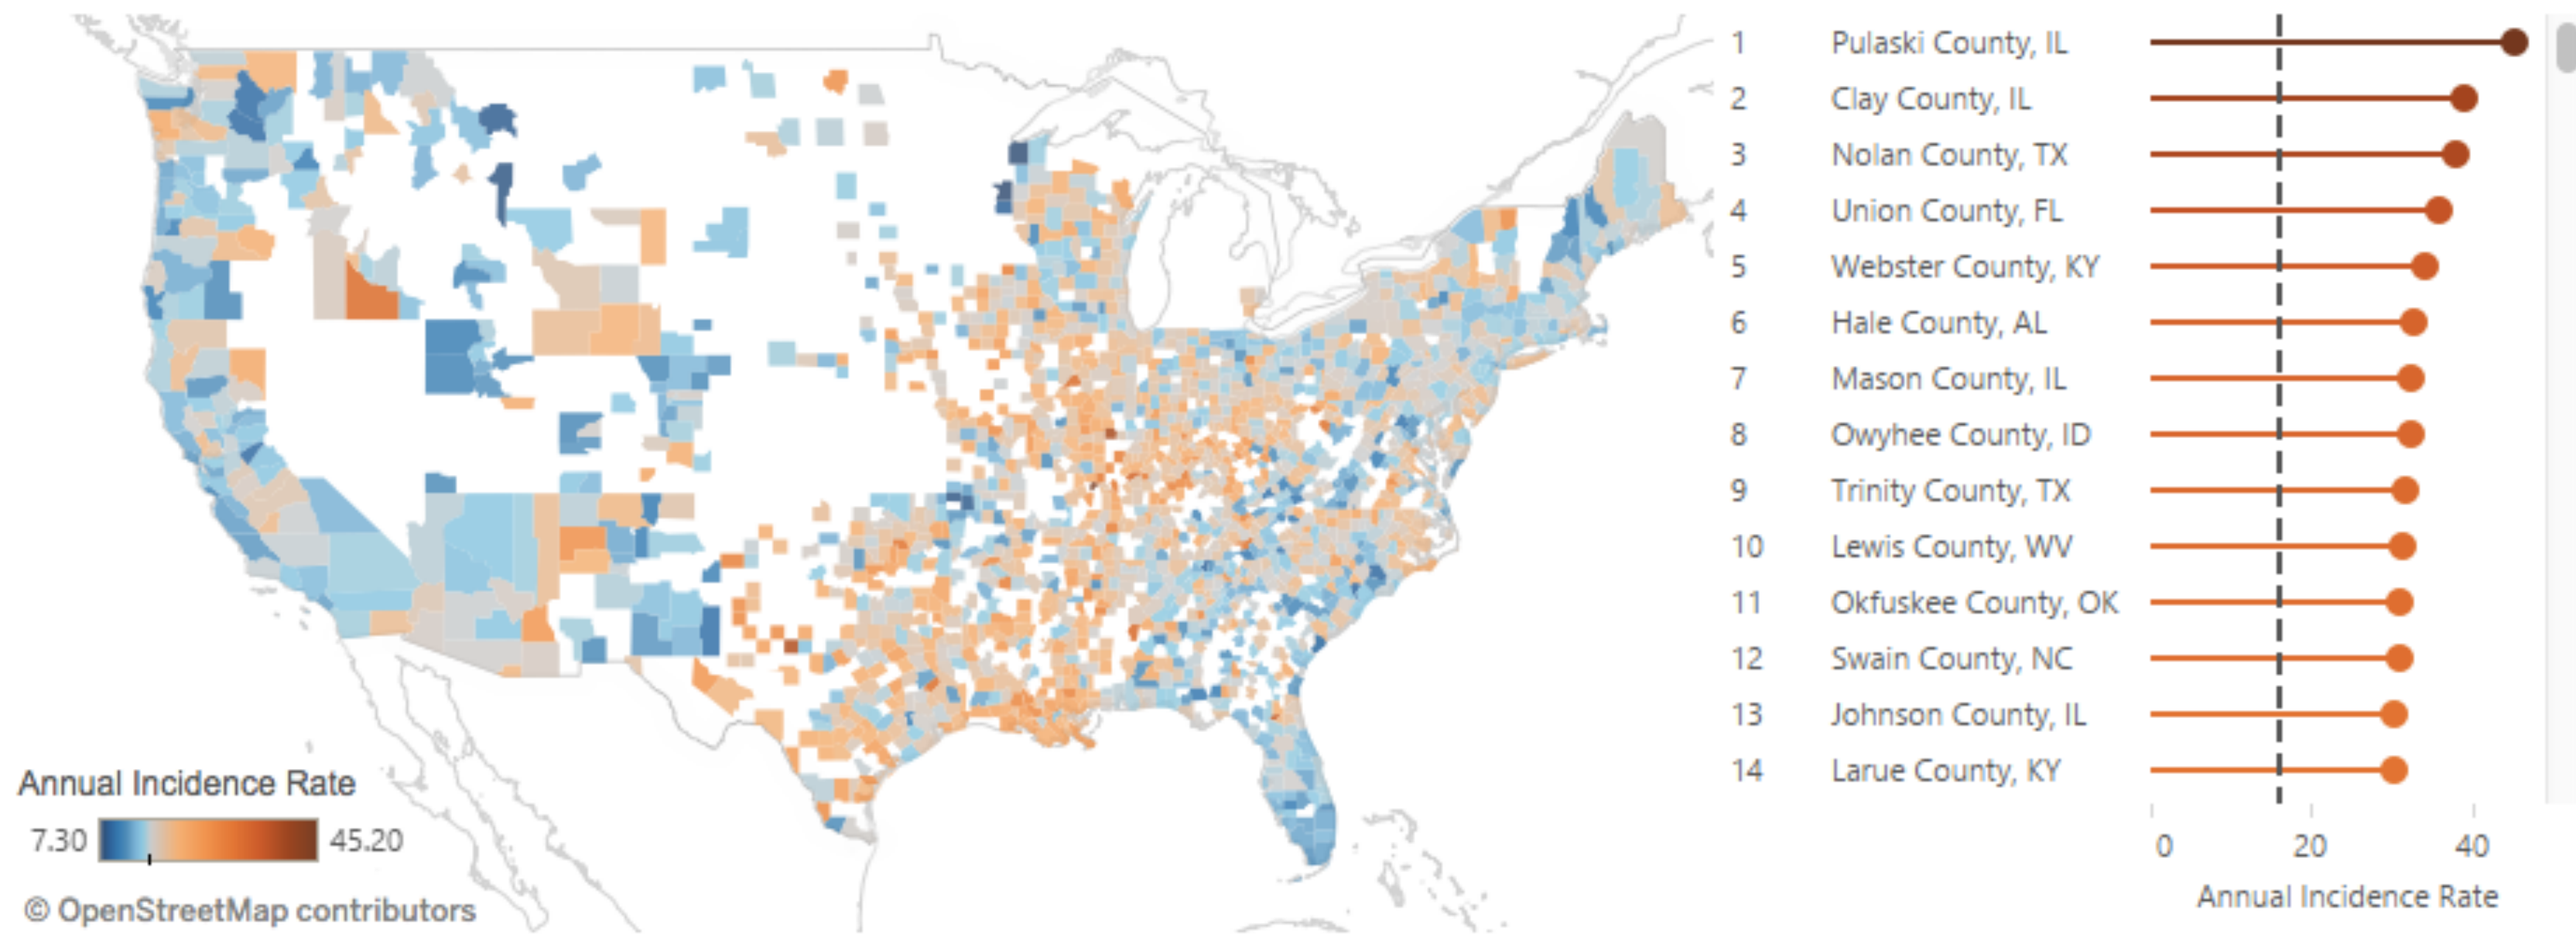 1 Pulaski County, IL
2 Clay County, IL
3 Nolan County, TX
4 Union County, FL
5 Webster County, KY
6 Hale County, AL
7 Mason County, IL
8 Owyhee County, ID
9 Trinity County, TX
10 Lewis County, WV
11 Okfuskee County, OK
12 Swain County, NC
13 Johnson County, IL
14 Larue County, KY
0 20 40
Annual Incidence Rate
Annual Incidence Rate
7.30 45.20
© OpenStreetMap contributors